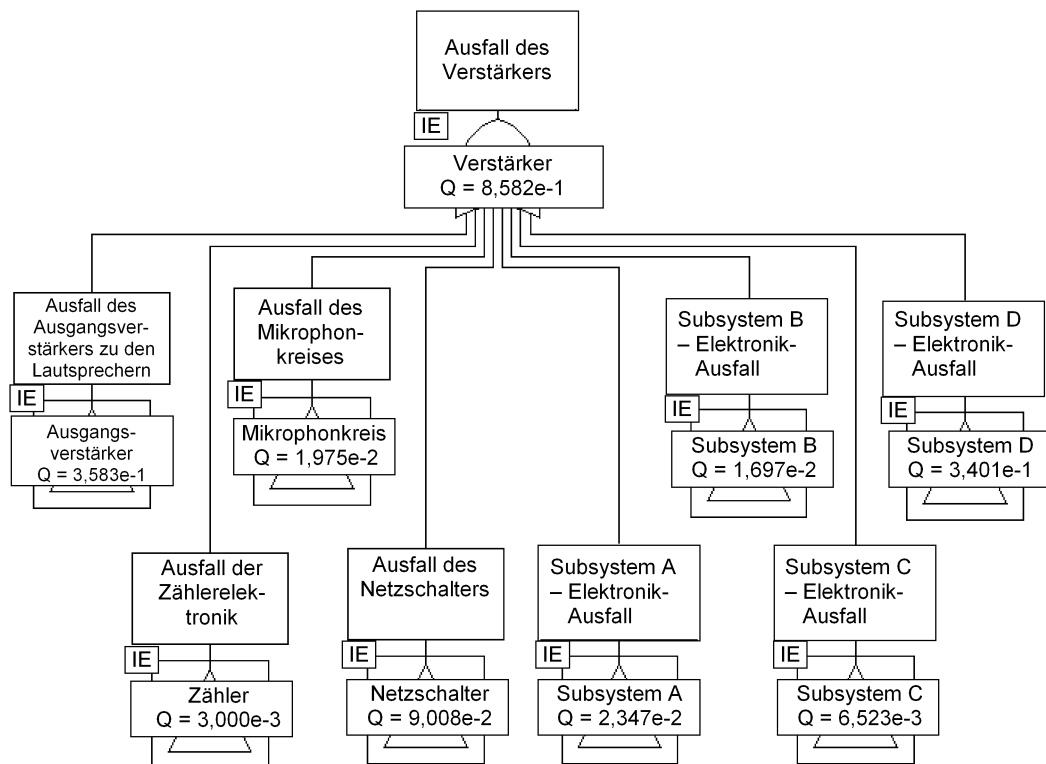 Ausfall des
Verstärkers
IE
Verstärker
Q = 8,582e-1
Ausfall des
Ausgangsver-
stärkers zu den
Lautsprechern
IE
Ausgangs-
verstärker
Q = 3,583e-1
Ausfall des
Mikrophon-
kreises
IE
Mikrophonkreis
Q = 1,975e-2
Subsystem B
– Elektronik-
Ausfall
IE
Subsystem B
Q = 1,697e-2
Subsystem D
– Elektronik-
Ausfall
IE
Subsystem D
Q = 3,401e-1
Ausfall der
Zählerelek-
tronik
IE
Zähler
Q = 3,000e-3
Ausfall des
Netzschalters
IE
Netzschalter
Q = 9,008e-2
Subsystem A
– Elektronik-
Ausfall
IE
Subsystem A
Q = 2,347e-2
Subsystem C
– Elektronik-
Ausfall
IE
Subsystem C
Q = 6,523e-3